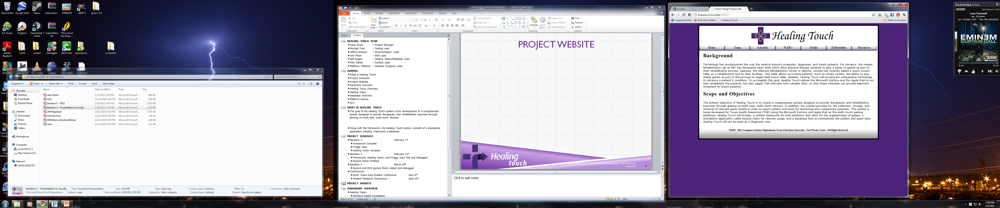 Recycle Bin
Google Earth
Steam
Subversion...
P2050229
GIMP 2
javacc-5.0
Ad-Aware
ImgBurn
TeamSpeak 3 Client
Super Mario 64
The Lord of the Rings ...
Adobe Reader 9
world
svntest
Defraggler
BitTorrent
repository1...
compilerS...
repository1011 ▸ Presentations
Search Presentations
Organize Open Share with Print E-mail Burn New folder
Name Date modified Type Size
Favorites
Desktop
Downloads
Recent Places
Libraries
Documents
Music
Pictures
Videos
Homegroup
Computer
Local Disk (C:)
New Volume (D:)
Network
SEAN-DESKTOP
Alex Welsh 1/14/2011 3:45 PM Microsoft PowerP... 969 KB
Anh 12/12/2010 5:39 PM Microsoft PowerP... 296 KB
Iteration 0 - PSE2 1/14/2011 3:45 PM Microsoft PowerP... 3,015 KB
Iteration 2 - Presentation to Faculty 1/30/2011 7:55 PM Microsoft PowerP... 2,513 KB
Jeff Reganppt 12/12/2010 5:39 PM Microsoft PowerP... 1,793 KB
Michael Fore 12/12/2010 5:39 PM Microsoft PowerP... 158 KB
MWilliams_Iteration0Slides 12/12/2010 5:39 PM Microsoft PowerP... 190 KB
sean 12/12/2010 5:54 PM Microsoft PowerP... 121 KB
Iteration 2 - Presentation to Faculty Title: PowerPoint Presentation Size: 2.45 MB Tags: Add a tag Content status: Add text Slides: 12 Comments: Add comments
Microsoft PowerPoint Presentation Authors: sean Date modified: 1/30/2011 7:55 PM Categories: Add a category Content type: Add text Subject: Specify the subject
Iteration 2 - Presentation to Faculty - Microsoft PowerPoint
File Home Insert Design Transitions Animations Slide Show Review View
Paste
Cut
Copy
Format Painter
Clipboard
New Slide
Layout
Reset
Section
Slides
Font
Paragraph
Text Direction
Align Text
Convert to SmartArt
Arrange
Quick Styles
Shape Fill
Shape Outline
Shape Effects
Drawing
Find
Replace
Select
Editing
Slides Outline
2 HEALING TOUCH TEAM
Sean Owen – Project Manager
Michael Fore – Testing Lead
Jeffrey Newton – Documentation Lead
Anh Pham – iPad Lead
Jeff Regan – Healing Vision/Database Lead
Alex Welsh – Surface Lead
Matthew Williams – Website /Graphics Lead
3 AGENDA
What is Healing Touch
Project Schedule
Project Website
Hardware Overview
Healing Touch Overview
Healing Vision
Database Overview
Platform Demos
Q/A
4 WHAT IS HEALING TOUCH
The goal of the Healing Touch system is the development of a computerized
system designed to provide therapeutic and rehabilitative exercises through
gaming on multi-user, multi-touch devices.
Along with the framework, the Healing Touch system consists of a standalone
application (Healing Vision)and a database.
5 PROJECT SCHEDULE
Iteration 2 February 1st
Framework Compete
Froggy Says
Healing Vision Compete
Iteration 3 February 21st
Framework, Healing Vision, and Froggy Says Test and debugged
Second Game Finished
Iteration 4 March 29th
Second and third games finish, tested and debugged
Conferences
North Texas Area Student Conference April 9th
Student Research Symposium – April 15th
6 PROJECT WEBSITE
7 HARDWARE OVERVIEW
Healing Vision
Windows based workstation
PROJECT WEBSITE
Healing Touch
2010-2011 Computer Science Department, Texas Christian
University
6
Click to add notes
Slide 6 of 13 "Urban Pop" 100%
iGoogle
Senior Design Project 201...
brazos.cs.tcu.edu/1011/
Suggested Sites Web Slice Gallery Healing Touch Other bookmarks
Healing Touch
Home Team Schedule WAR's Media Deliverables Resources
Background
Technology has revolutionized the way the medical industry evaluates, diagnoses, and treats patients. For instance, the Human
Rehabilitation Lab at MIT has developed robot arms which allow physical therapy patients to play a series of games as part of
their rehabilitation process. Likewise, the Glenrose Rehabilitation Center in Alberta, Canada has recently added a touch screen
table as a rehabilitation tool to their facilities. This table allows recovering patients, such as stroke victims, the ability to play
simple games as part of the process to regain their motor skills. Similarly, Healing Touch will incorporate comparative technology
to advance a patient"s condition. To accomplish this goal, Healing Touch utilizes the Microsoft Surface and the Apple iPad to not
only rehabilitate the patients, but also supply THR clinicians with valuable data, so that these clinicians can provide improved
treatment to future patients.
Scope and Objectives
The primary objective of Healing Touch is to create a computerized system designed to provide therapeutic and rehabilitative
exercises through gaming on multi-user, multi-touch devices. In addition, the system provides for the collection, storage, and
retrieval of relevant game results in order to report patient outcomes for monitoring and comparative purposes. The system is
being developed for Texas Health Resources (THR) using the Microsoft Surface and Apple iPad as the multi-touch gaming
platforms. Healing Touch will include: a uniform framework for both platforms that allow for the augmentation of games, a
standalone application called Healing Vision for clinician usage, and a database that accommodates the patient and game data.
Healing Touch will not be used as a diagnostic tool.
©2010 - 2011 Computer Science Department, Texas Christian University - Fort Worth, Texas - All Rights Reserved
PANDORA ONE
Nickelback Radio
Lose Yourself
by: Eminem
on: Curtain Call - The Hits (Explicit)
EMINEM
CURTAIN CALL
5:10 -0:10
2:30 PM
2/5/2011